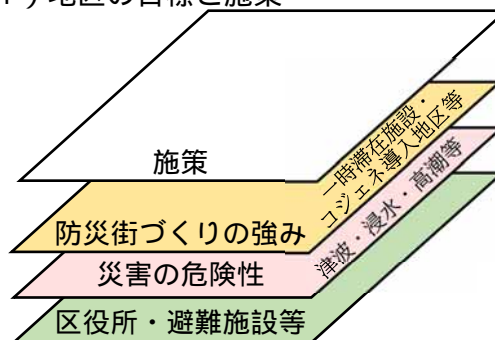 地区の目標と施策
施策
一時滞在施設・
コジェネ導入地区等
防災街づくりの強み
津波・浸水・高潮等
災害の危険性
区役所・避難施設等